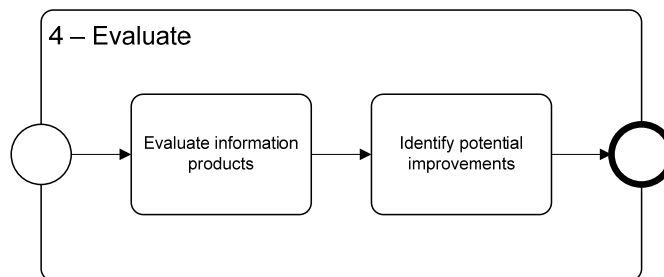 4 – Evaluate
Evaluate information
products
Identify potential
improvements